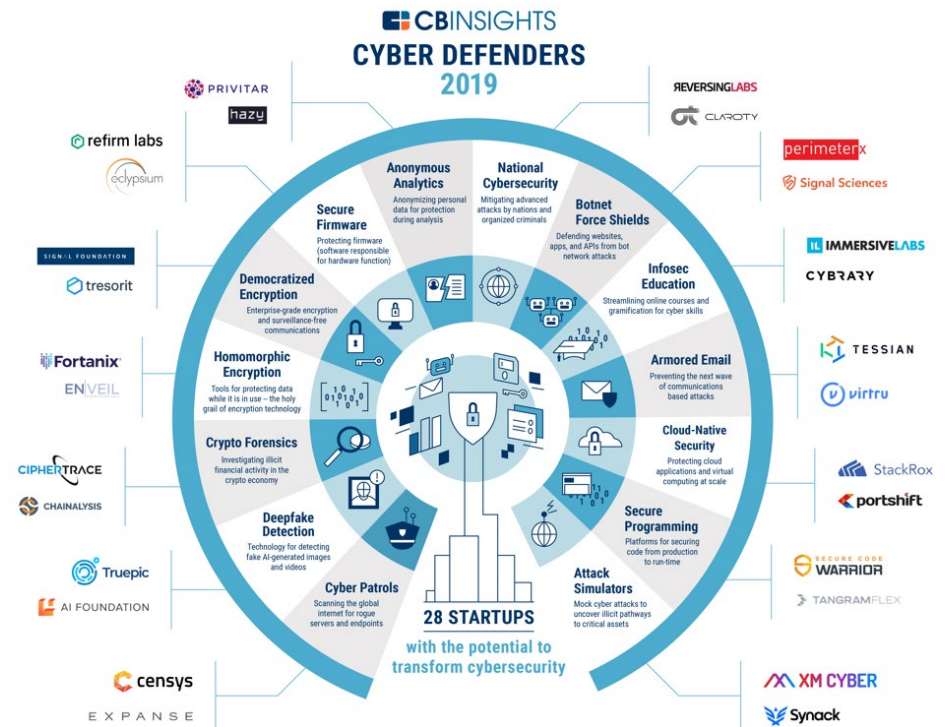 CBINSIGHTS
CYBER DEFENDERS
2019
PRIVITAR
hazy
refirm labs
eclypsium
SIGNAL FOUNDATION
tresorit
Fortanix
ENVEIL
CIPHERTRACE
CHAINALYSIS
Truepic
AI FOUNDATION
censys
EXPANSE
REVERSINGLABS
CLAROTY
perimeterx
Signal Sciences
IL IMMERSIVELABS
CYBRARY
TESSIAN
virtru
StackRox
portshift
SECURE CODE
WARRIOR
TANGRAMFLEX
XM CYBER
Synack
Anonymous
Analytics
Anonymizing personal
data for protection
during analysis
National
Cybersecurity
Mitigating advanced
attacks by nations and
organized criminals
Botnet
Force Shields
Defending websites,
apps, and APIs from bot
network attacks
Infosec
Education
Streamlining online courses and
gramification for cyber skills
Armored Email
Preventing the next wave
of communications
based attacks
Cloud-Native
Security
Protecting cloud
applications and virtual
computing at scale
Secure
Programming
Platforms for securing
code from production
to run-time
Attack
Simulators
Mock cyber attacks to
uncover illicit pathways
to critical assets
Secure
Firmware
Protecting firmware
(software responsible
for hardware function)
Democratized
Encryption
Enterprise-grade encryption
and surveillance-free
communications
Homomorphic
Encryption
Tools for protecting data
while it is in use – the holy
grail of encryption technology
Crypto Forensics
Investigating illicit
financial activity in the
crypto economy
Deepfake
Detection
Technology for detecting
fake AI-generated images
and videos
Cyber Patrols
Scanning the global
internet for rogue
servers and endpoints
28 STARTUPS
with the potential to
transform cybersecurity